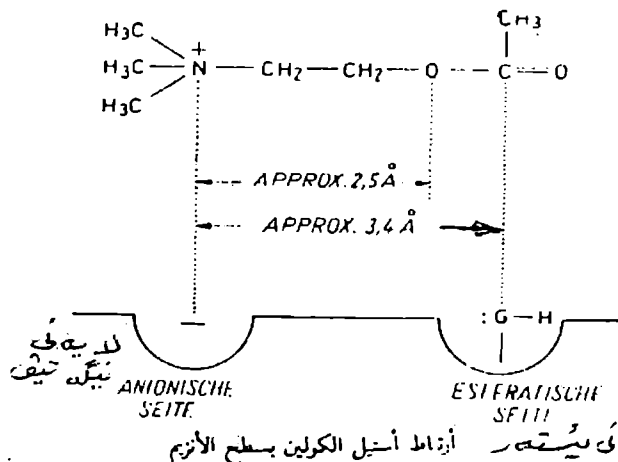 CH3
H3C
H3C — N — CH2 — CH2 — O — C = O
+
H3C
APPROX. 2,5 Å
APPROX. 3,4 Å
—
:G—H
ANIONISCHE
SEITE
ESTERATISCHE
أرتباط أستيل الكولين بسطح الأنزيم